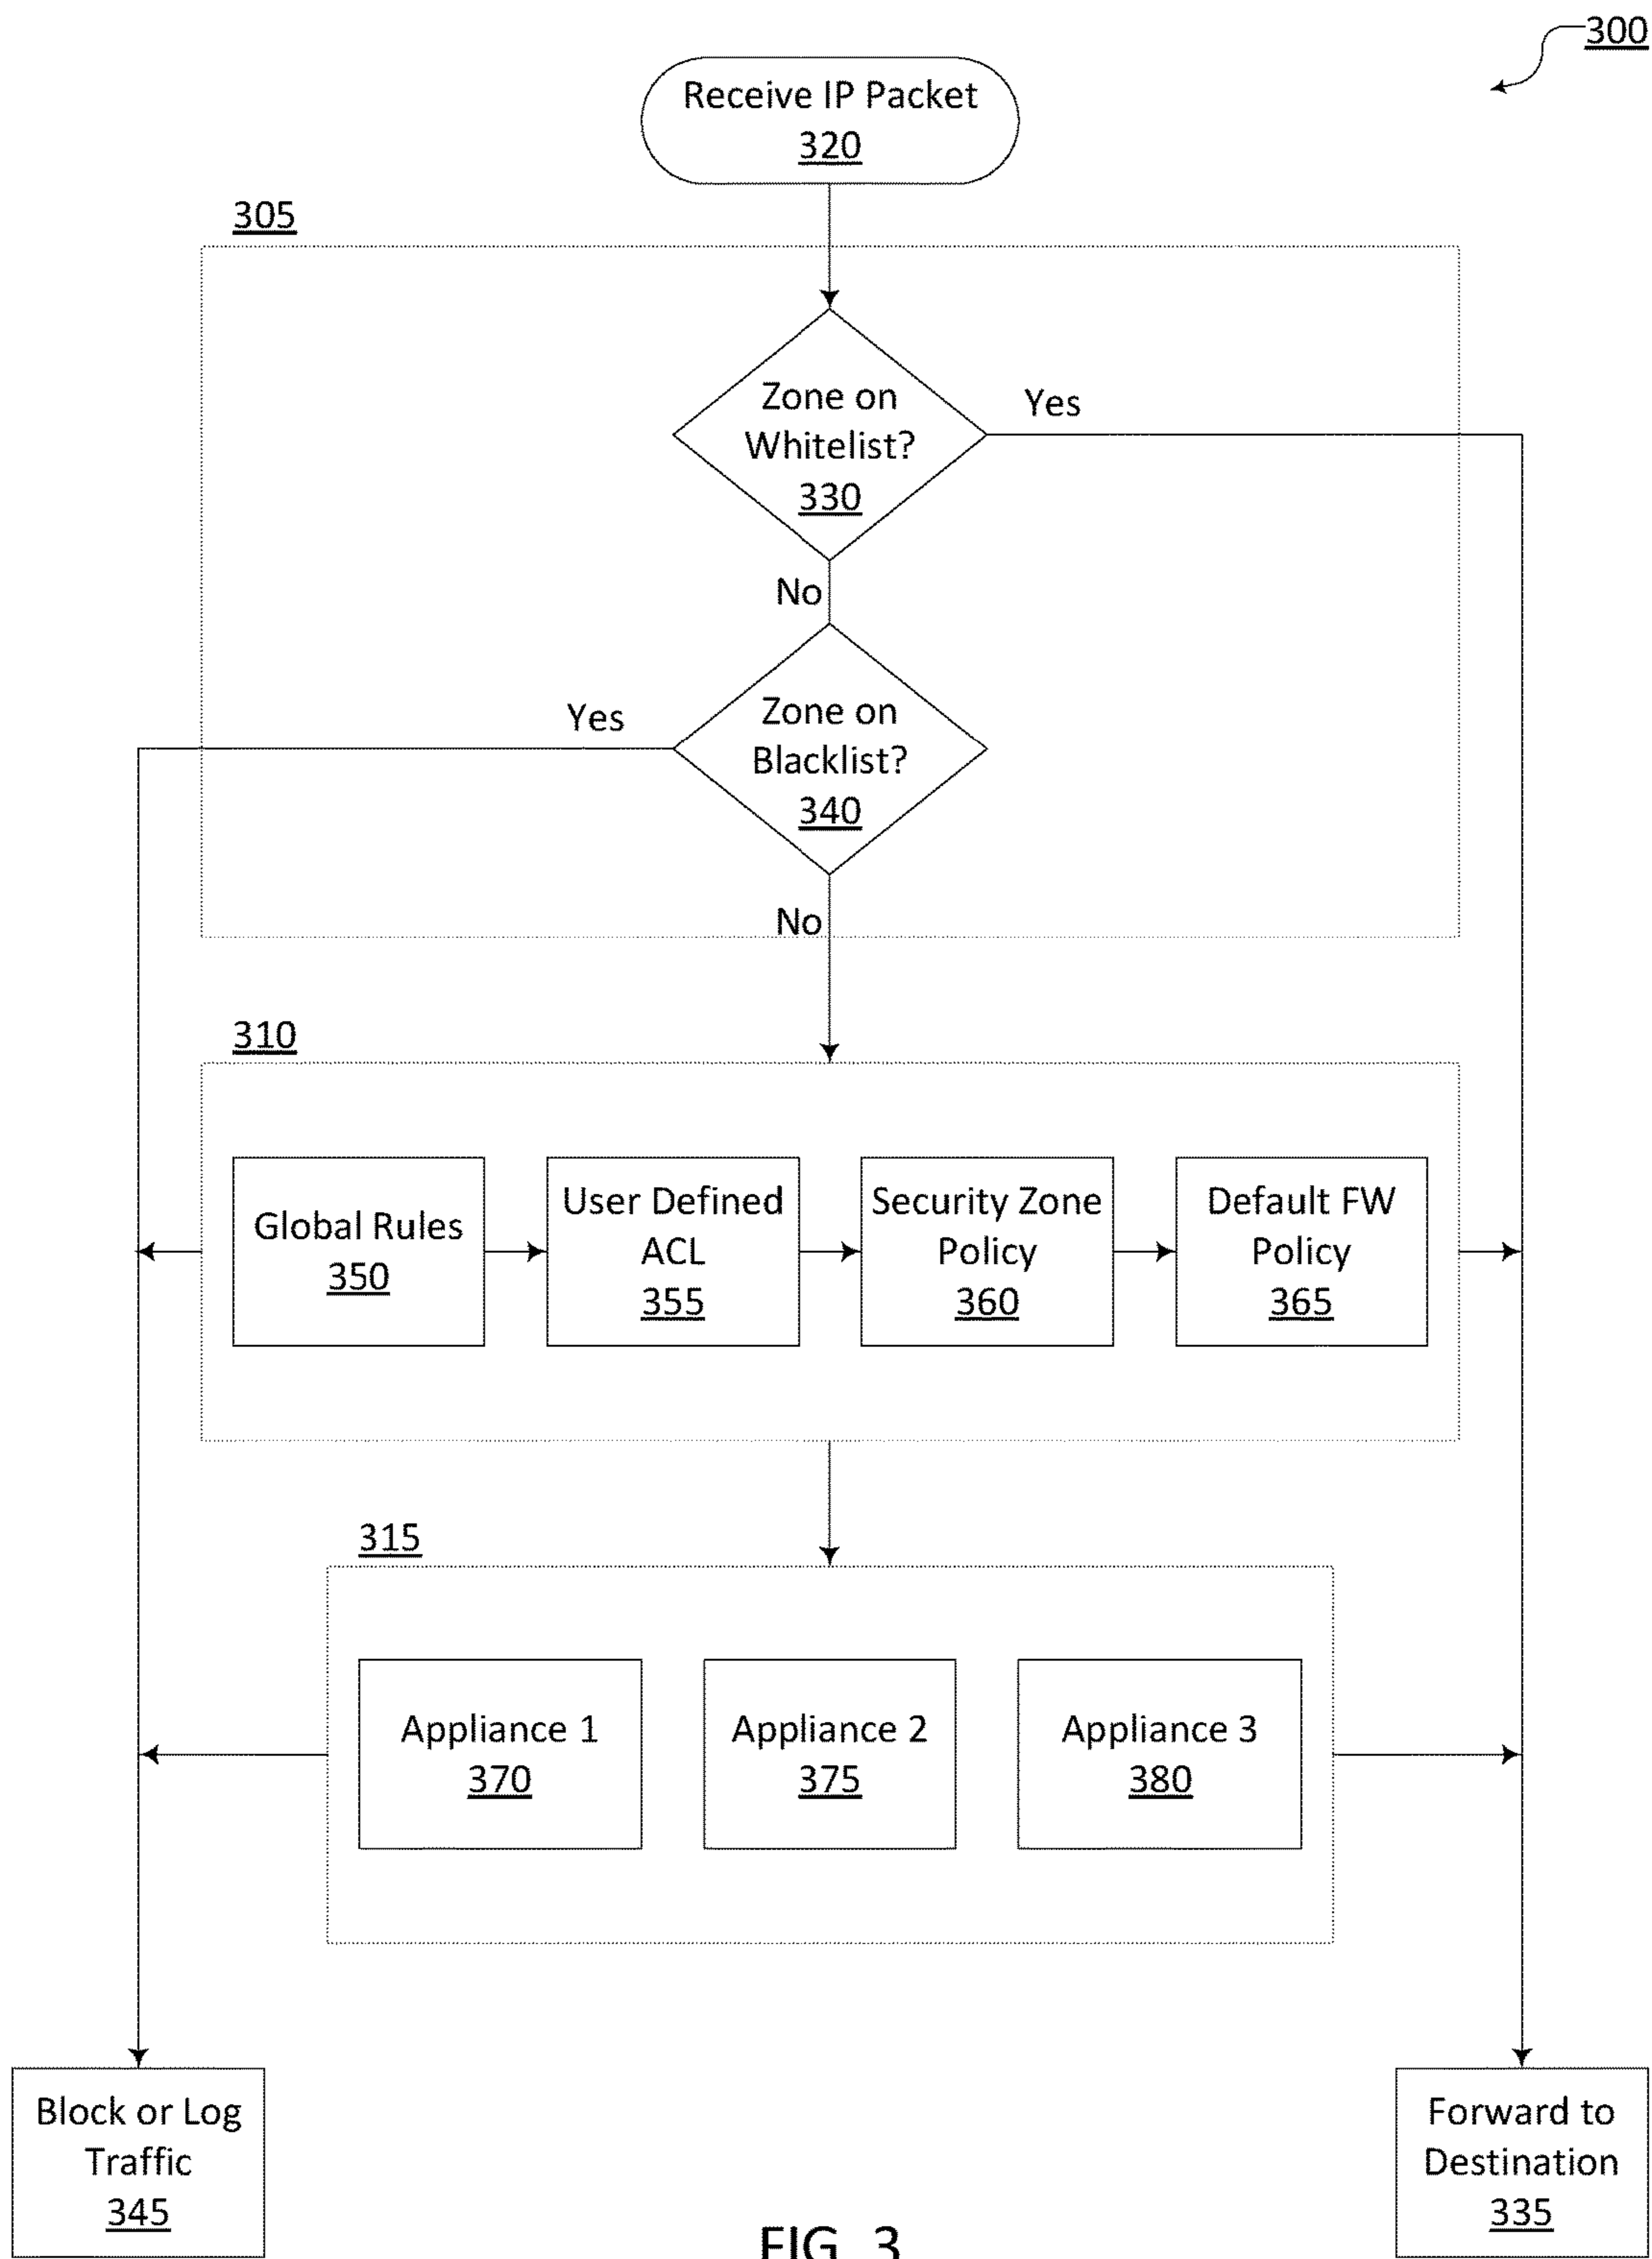 300
Receive IP Packet
320
305
Zone on
Whitelist?
330
Yes
No
Zone on
Blacklist?
340
Yes
No
310
Global Rules
350
User Defined
ACL
355
Security Zone
Policy
360
Default FW
Policy
365
315
Appliance 1
370
Appliance 2
375
Appliance 3
380
Block or Log
Traffic
345
Forward to
Destination
335
FIG. 3